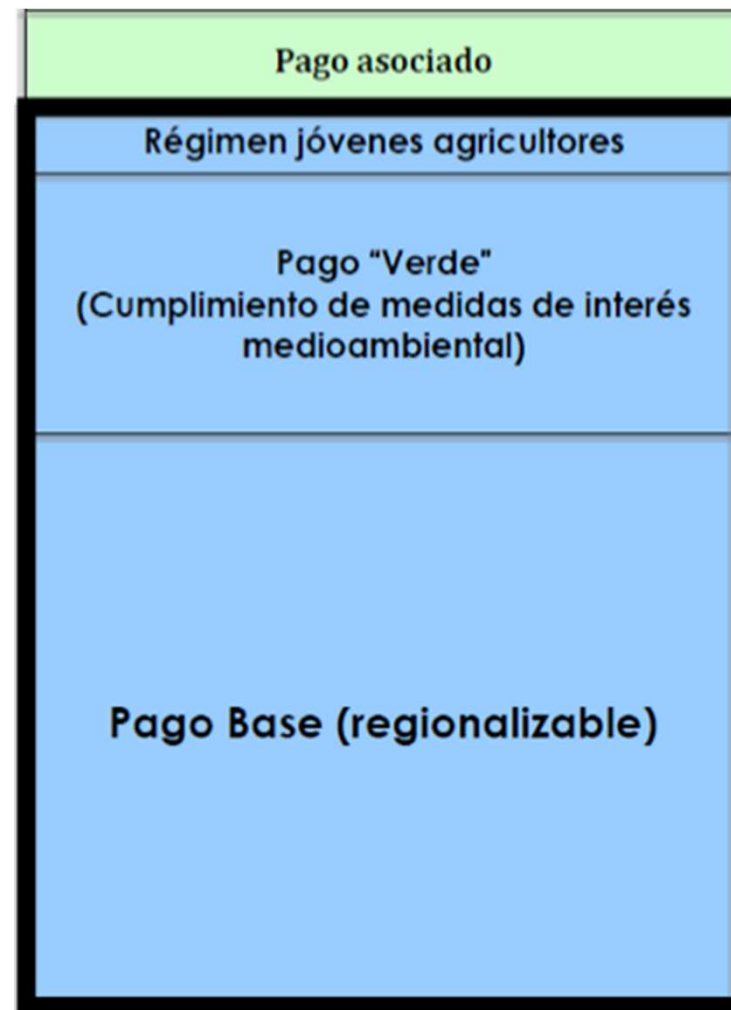 Pago asociado
Régimen jóvenes agricultores
Pago “Verde"
(Cumplimiento de medidas de interés
medioambiental)
Pago Base (regionalizable)